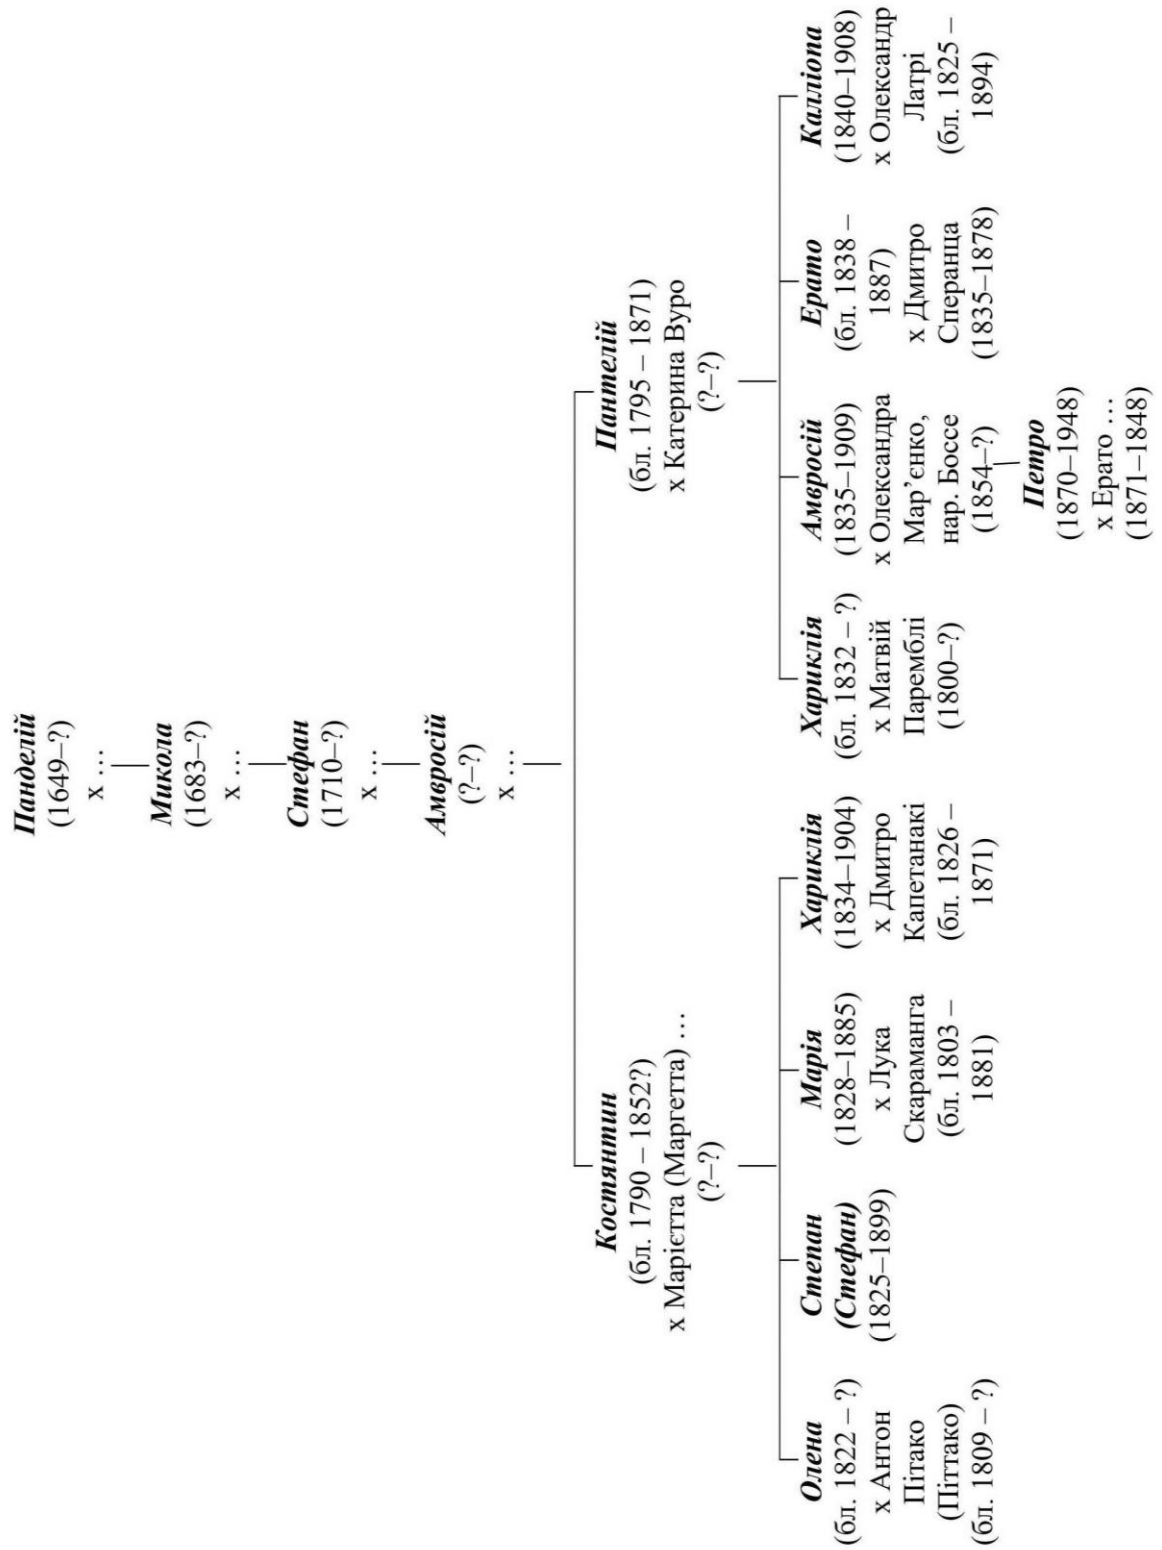 Панделій
(1649–?)
х …
Микола
(1683–?)
х …
Стефан
(1710–?)
х …
Амвросій
(?–?)
х …
Костянтин
(бл. 1790 – 1852?)
х Марієтта (Маргетта) …
(?–?)
Пантелій
(бл. 1795 – 1871)
х Катерина Вуро
(?–?)
Олена
(бл. 1822 – ?)
х Антон
Пітако
(Піттако)
(бл. 1809 – ?)
Степан
(Стефан)
(1825–1899)
Марія
(1828–1885)
х Лука
Скараманга
(бл. 1803 –
1881)
Хариклія
(1834–1904)
х Дмитро
Капетанакі
(бл. 1826 –
1871)
Хариклія
(бл. 1832 – ?)
х Матвій
Паремблі
(1800–?)
Амвросій
(1835–1909)
х Олександра
Мар’єнко,
нар. Боссе
(1854–?)
Ерато
(бл. 1838 –
1887)
х Дмитро
Сперанца
(1835–1878)
Калліопа
(1840–1908)
х Олександр
Латрі
(бл. 1825 –
1894)
Петро
(1870–1948)
х Ерато …
(1871–1848)